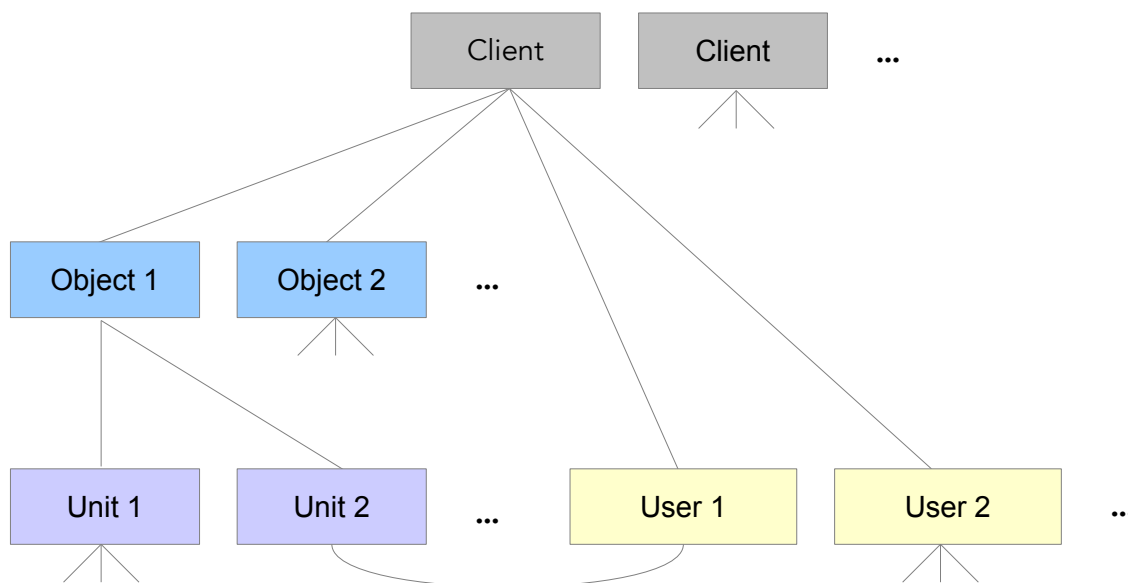 Client Client ...
Object 1 Object 2 ...
Unit 1 Unit 2 ... User 1 User 2 ..